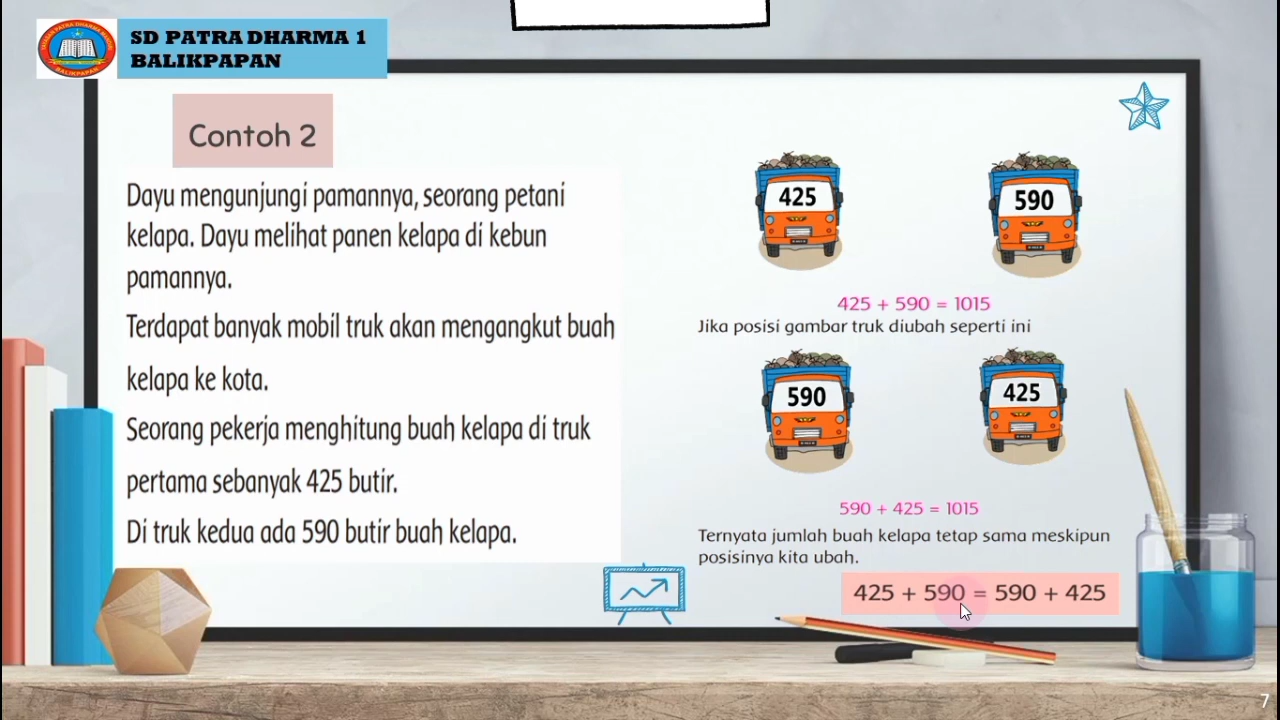 SD PATRA DHARMA 1
BALIKPAPAN
Contoh 2
Dayu mengunjungi pamannya, seorang petani
kelapa. Dayu melihat panen kelapa di kebun
pamannya.
Terdapat banyak mobil truk akan mengangkut buah
kelapa ke kota.
Seorang pekerja menghitung buah kelapa di truk
pertama sebanyak 425 butir.
Di truk kedua ada 590 butir buah kelapa.
425
590
425 + 590 = 1015
Jika posisi gambar truk diubah seperti ini
590
425
590 + 425 = 1015
Ternyata jumlah buah kelapa tetap sama meskipun
posisinya kita ubah.
425 + 590 = 590 + 425
7